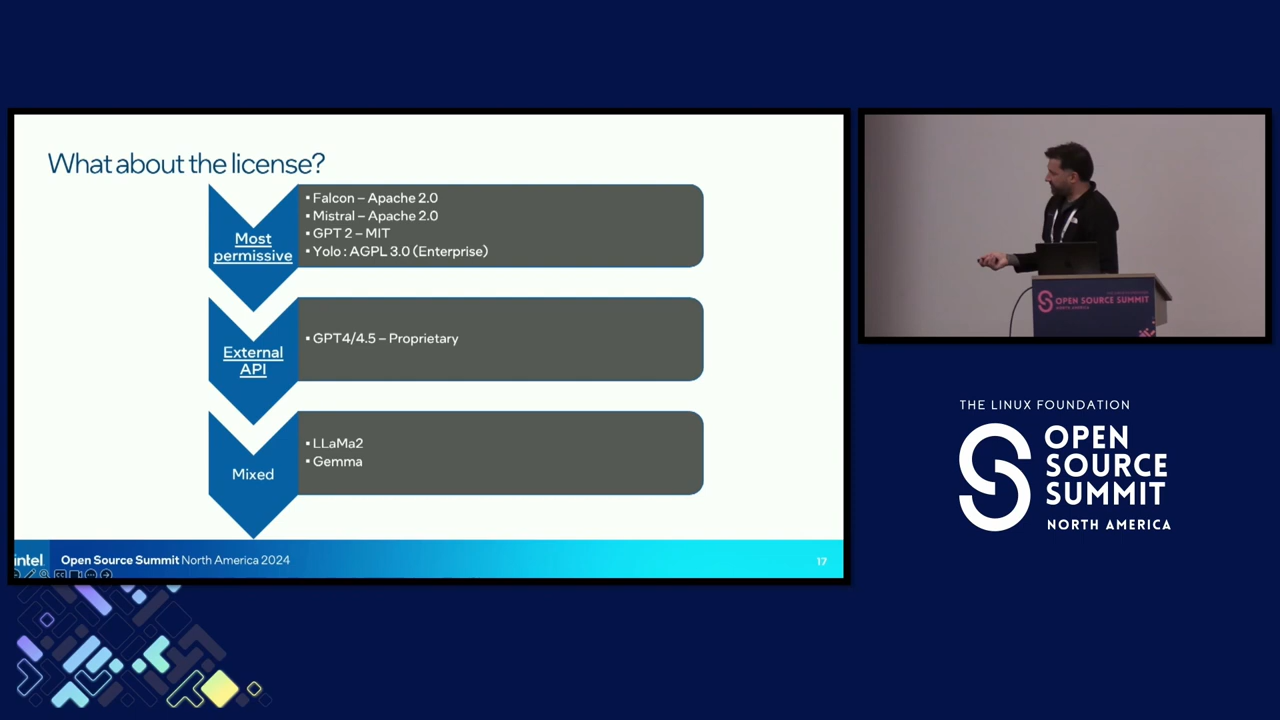 What about the license?
Most
permissive
▪ Falcon – Apache 2.0
▪ Mistral – Apache 2.0
▪ GPT 2 – MIT
▪ Yolo : AGPL 3.0 (Enterprise)
External
API
▪ GPT4/4.5 – Proprietary
Mixed
▪ LLaMa2
▪ Gemma
intel
Open Source Summit North America 2024
17
OPEN SOURCE SUMMIT
NORTH AMERICA
THE LINUX FOUNDATION
OPEN
SOURCE
SUMMIT
NORTH AMERICA